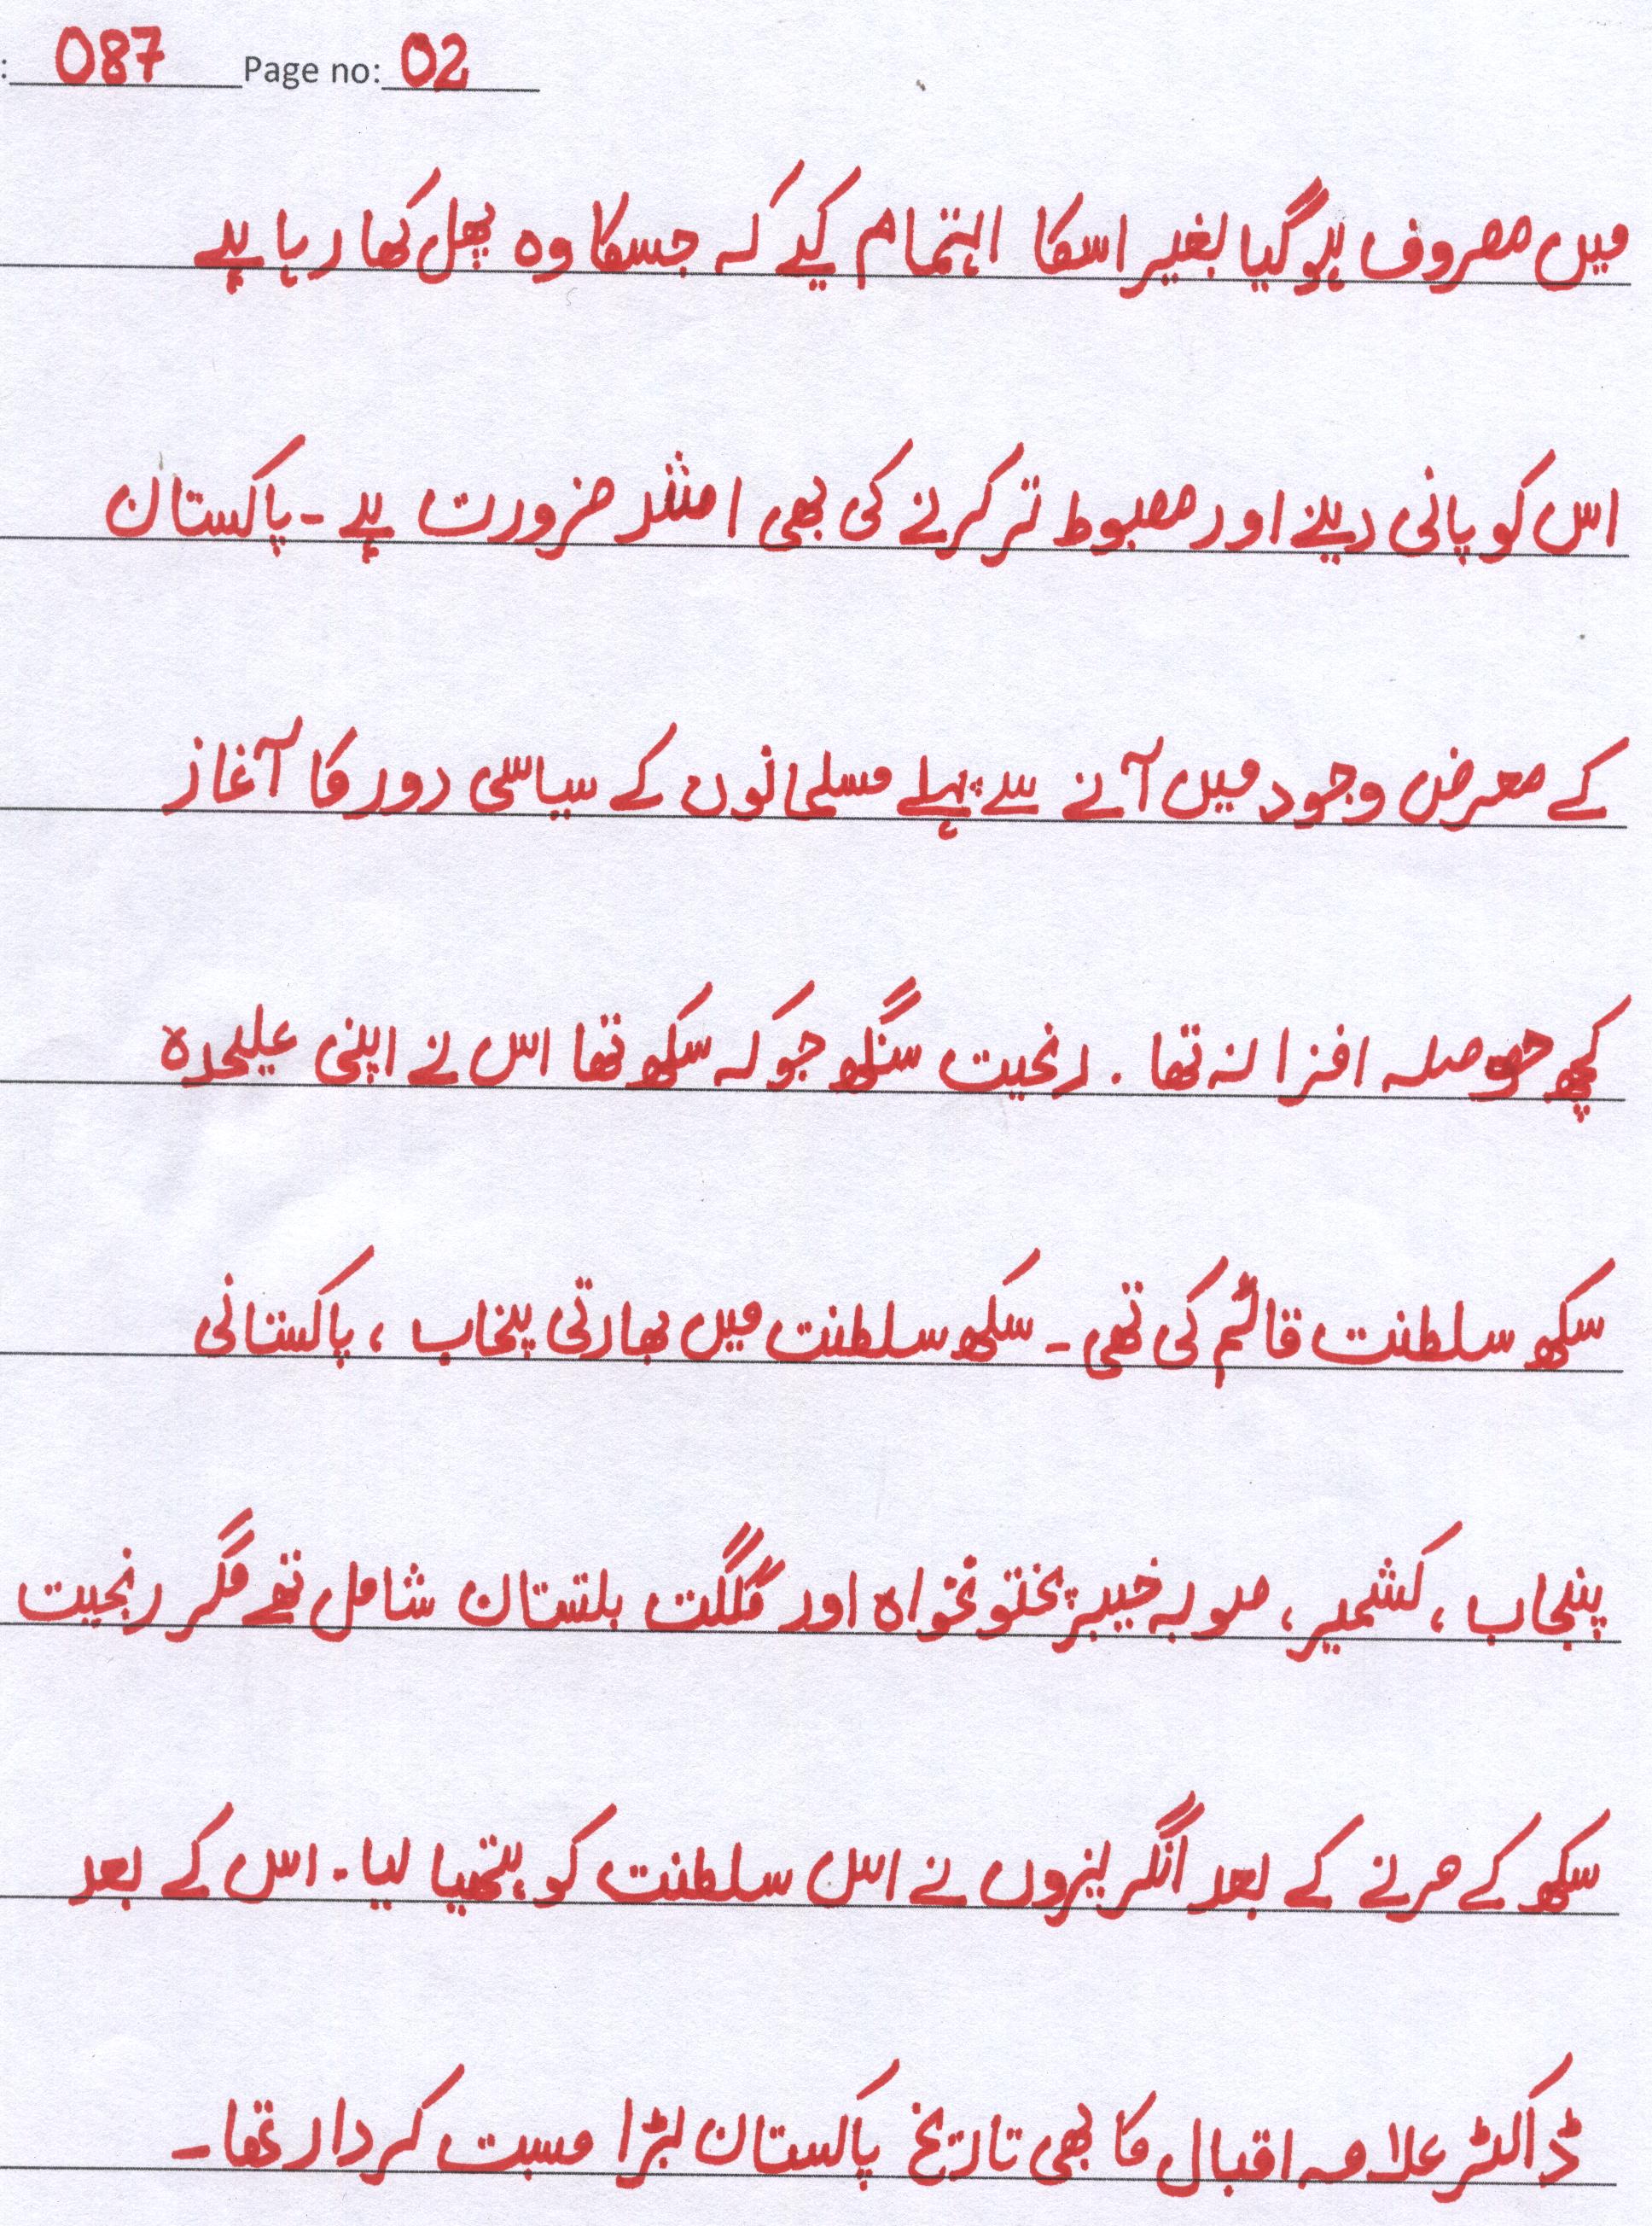 : 087 Page no: 02
میں مصروف ہوگیا بغیر اسکا اہتمام کیے کہ جسکا وہ پھل کھا رہا ہے
اس کو پانی دینے اور مضبوط تر کرنے کی بھی اشد ضرورت ہے ۔ پاکستان
کے معرض وجود میں آنے سے پہلے مسلمانوں کے سیاسی دور کا آغاز
کچھ حوصلہ افزا نہ تھا ۔ رنجیت سنگھ جو کہ سکھ تھا اس نے اپنی علیحدہ
سکھ سلطنت قائم کی تھی ۔ سکھ سلطنت میں بھارتی پنجاب ، پاکستانی
پنجاب ، کشمیر ، صوبہ خیبر پختونخواہ اور گلگت بلتستان شامل تھے مگر رنجیت
سکھ کے مرنے کے بعد انگریزوں نے اس سلطنت کو ہتھیا لیا ۔ اس کے بعد
ڈاکٹر علامہ اقبال کا بھی تاریخ پاکستان بڑا مسبت کردار تھا ۔